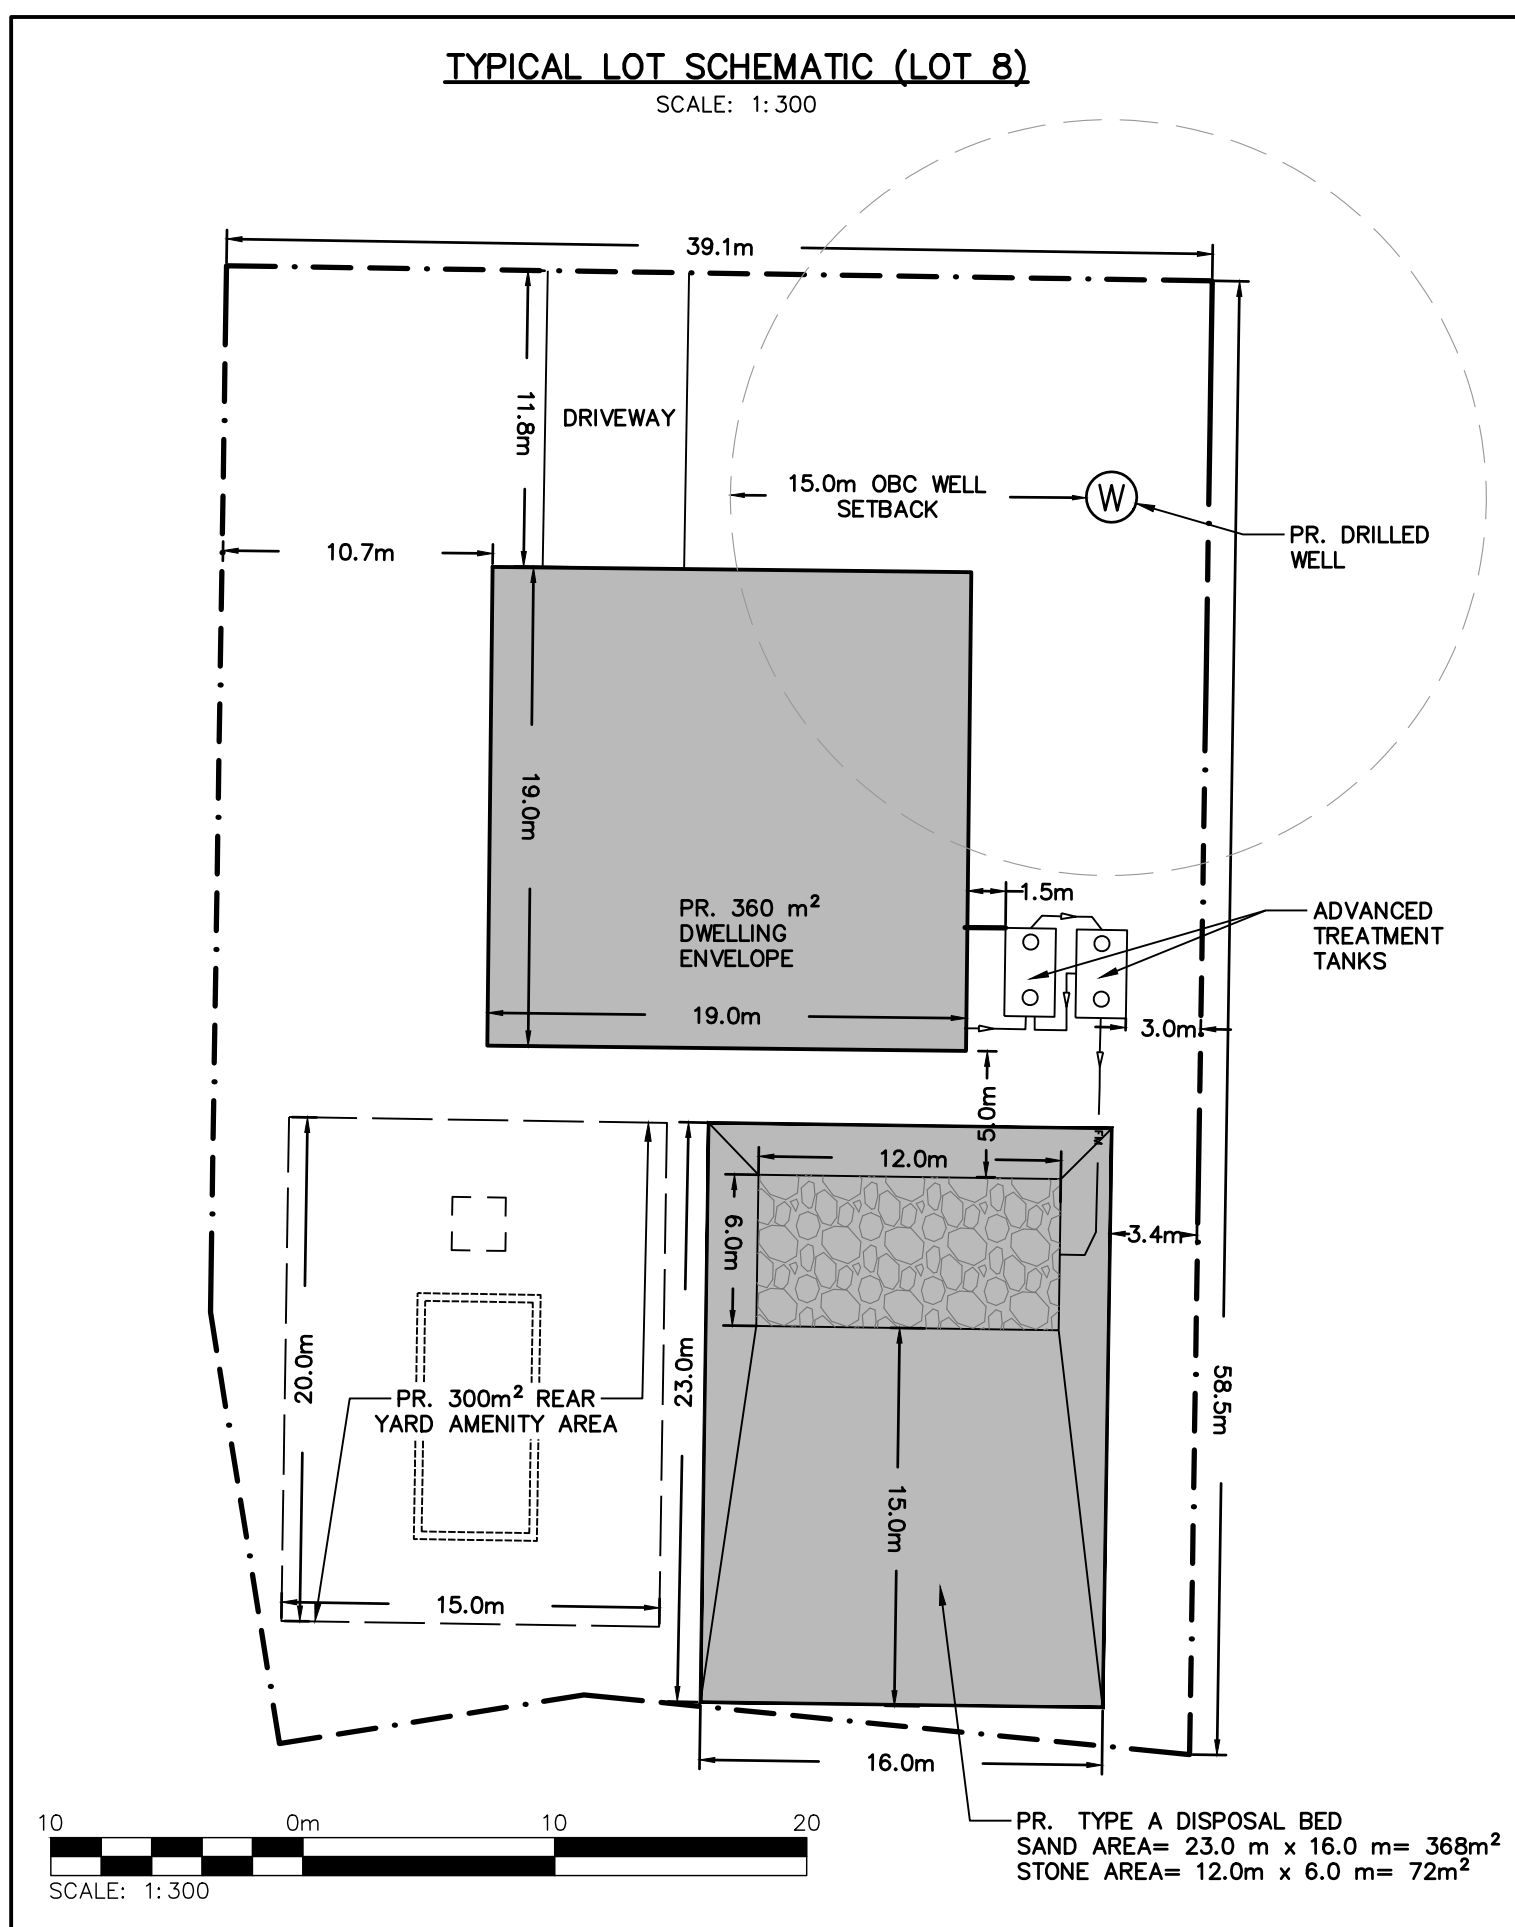 TYPICAL LOT SCHEMATIC (LOT 8)
SCALE: 1:300
39.1m
11.8m
DRIVEWAY
15.0m OBC WELL
SETBACK
W
PR. DRILLED
WELL
10.7m
19.0m
1.5m
PR. 360 m²
DWELLING
ENVELOPE
ADVANCED
TREATMENT
TANKS
19.0m
3.0m
5.0m
FM
12.0m
6.0m
3.4m
20.0m
23.0m
58.5m
PR. 300m² REAR
YARD AMENITY AREA
15.0m
15.0m
16.0m
10 0m 10 20
SCALE: 1:300
PR. TYPE A DISPOSAL BED
SAND AREA= 23.0 m x 16.0 m= 368m²
STONE AREA= 12.0m x 6.0 m= 72m²